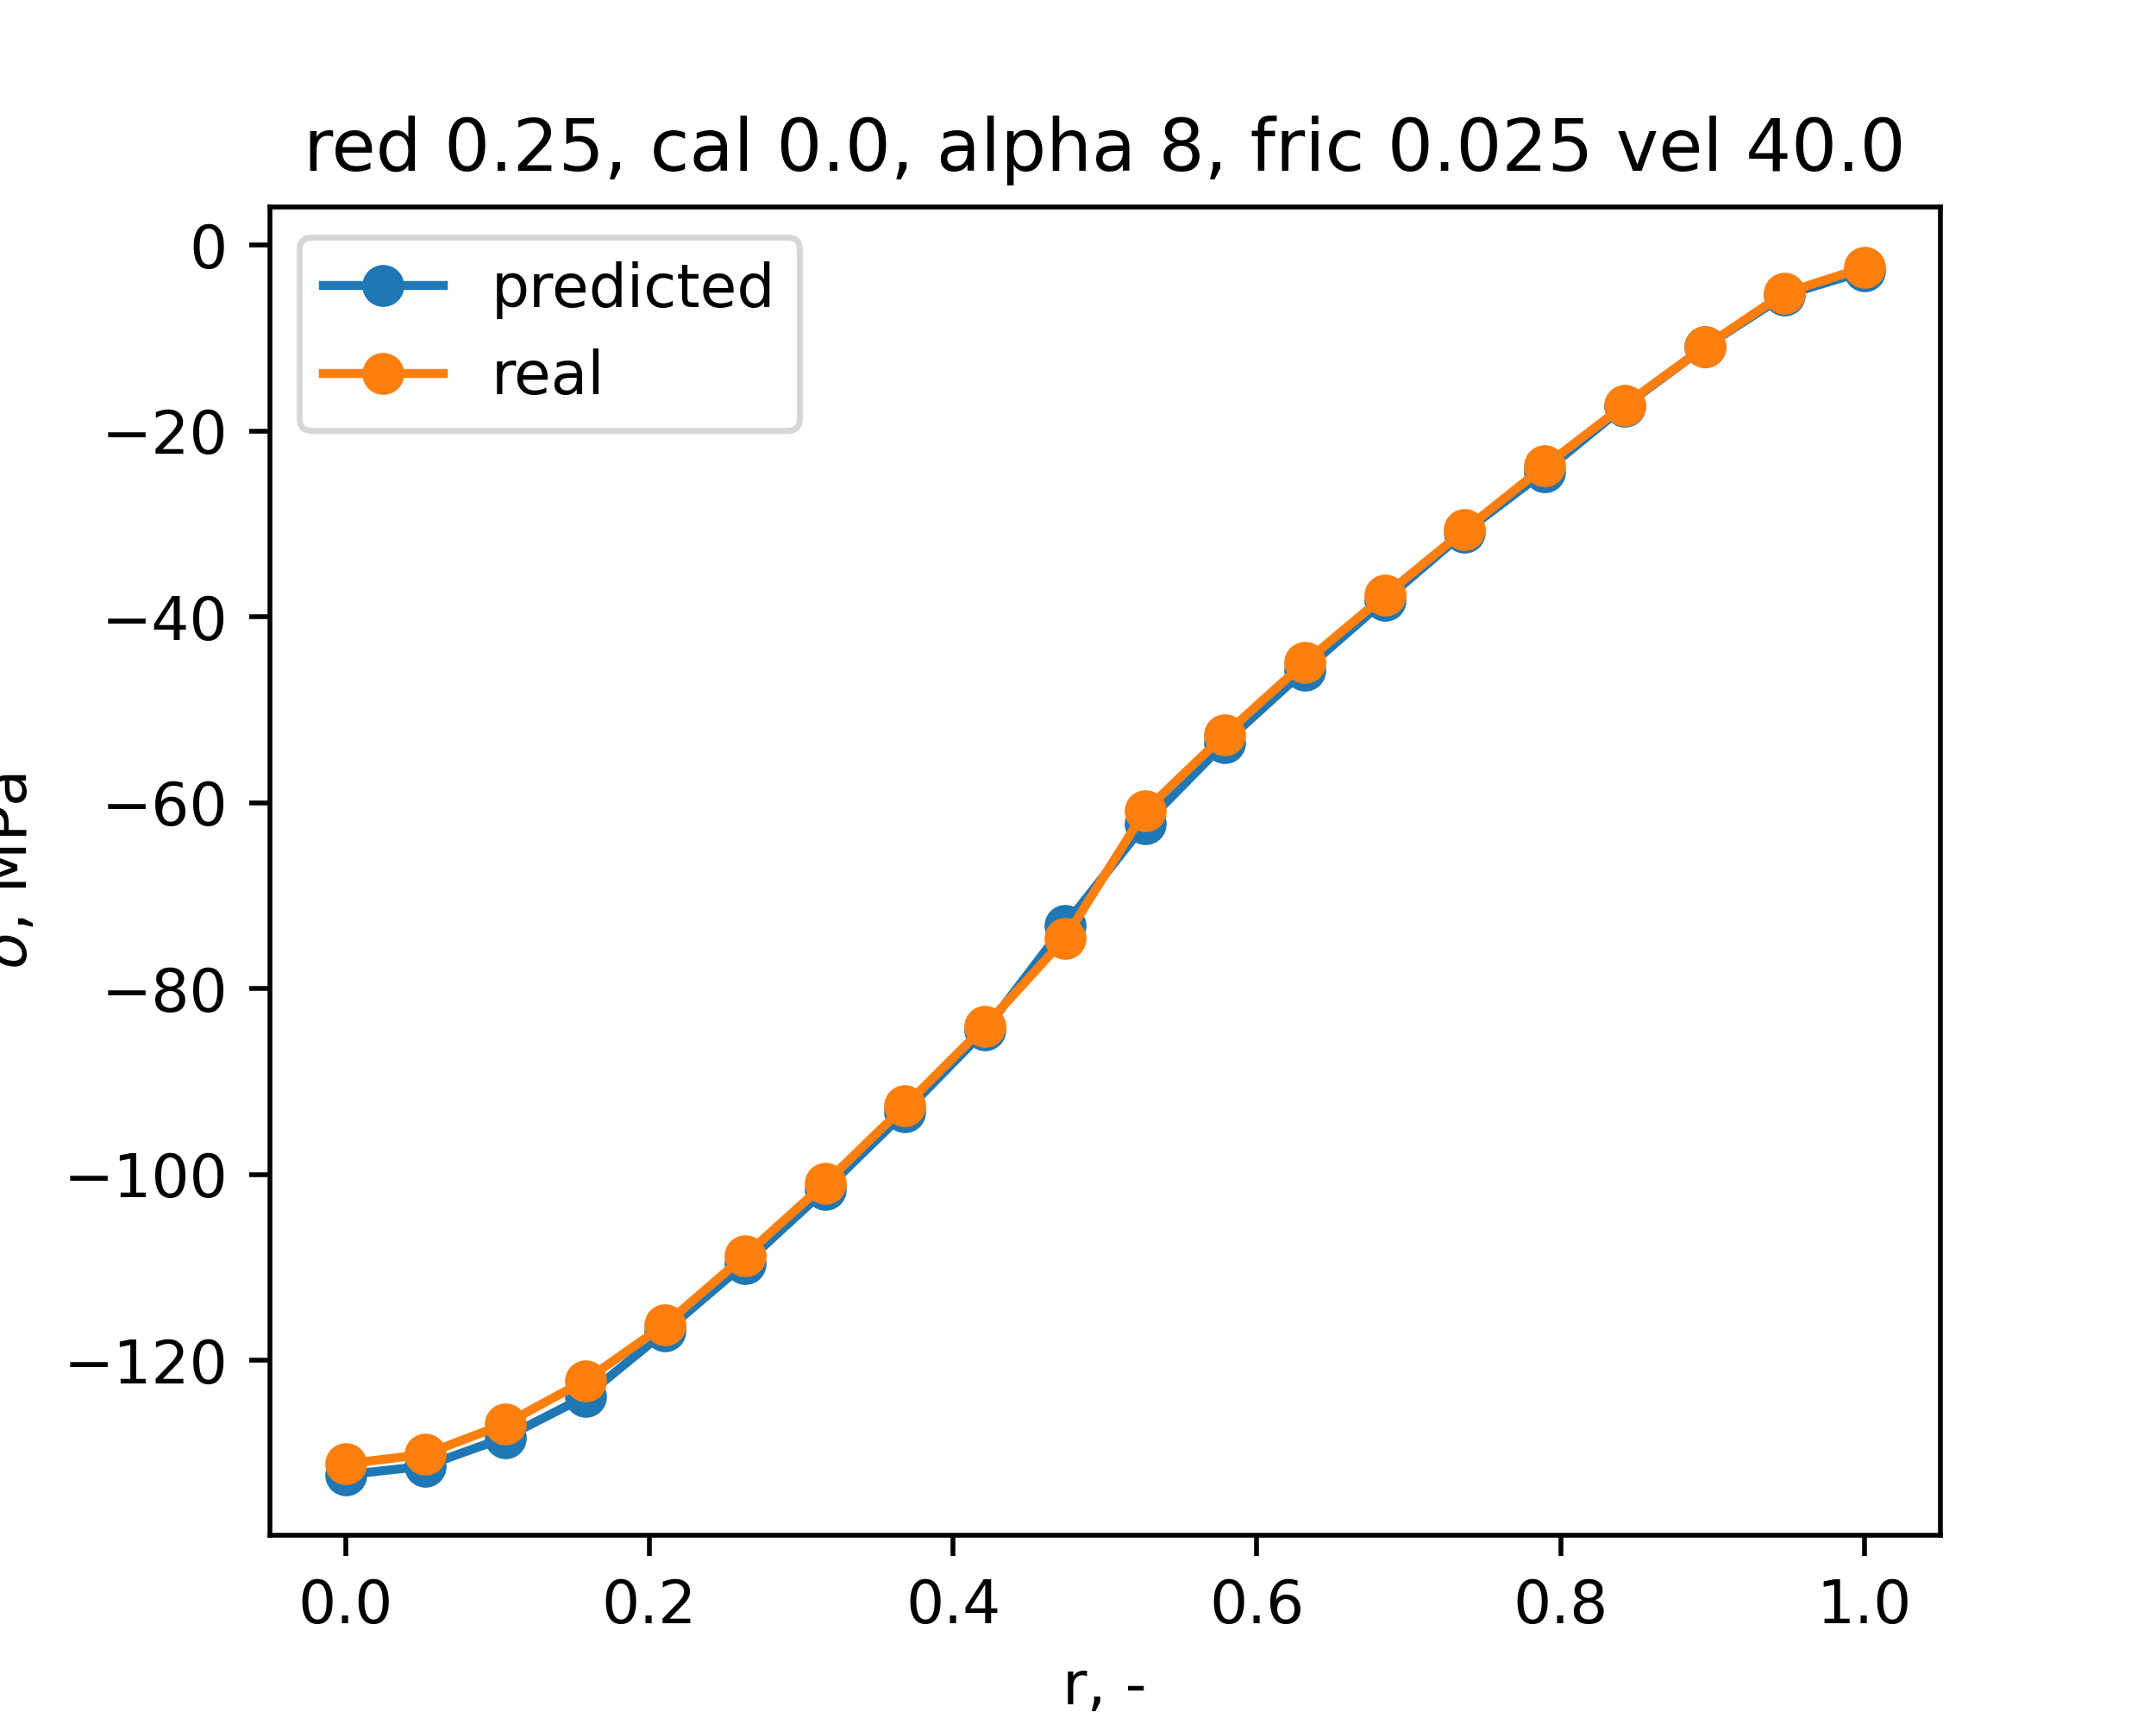 red 0.25, cal 0.0, alpha 8, fric 0.025 vel 40.0
predicted
real
0
−20
−40
−60
−80
−100
−120
σ, MPa
0.0 0.2 0.4 0.6 0.8 1.0
r, -